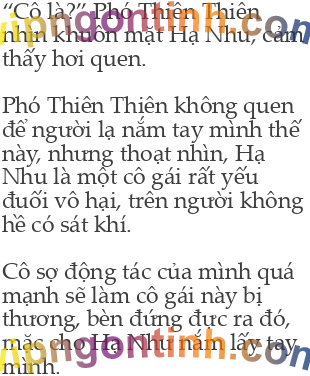 “Cô là?” Phó Thiên Thiên
nhìn khuôn mặt Hạ Nhu, cảm
thấy hơi quen.
Phó Thiên Thiên không quen
để người lạ nắm tay mình thế
này, nhưng thoạt nhìn, Hạ
Nhu là một cô gái rất yếu
đuối vô hại, trên người không
hề có sát khí.
Cô sợ động tác của mình quá
mạnh sẽ làm cô gái này bị
thương, bèn đứng đực ra đó,
mặc cho Hạ Nhu nắm lấy tay
mình.